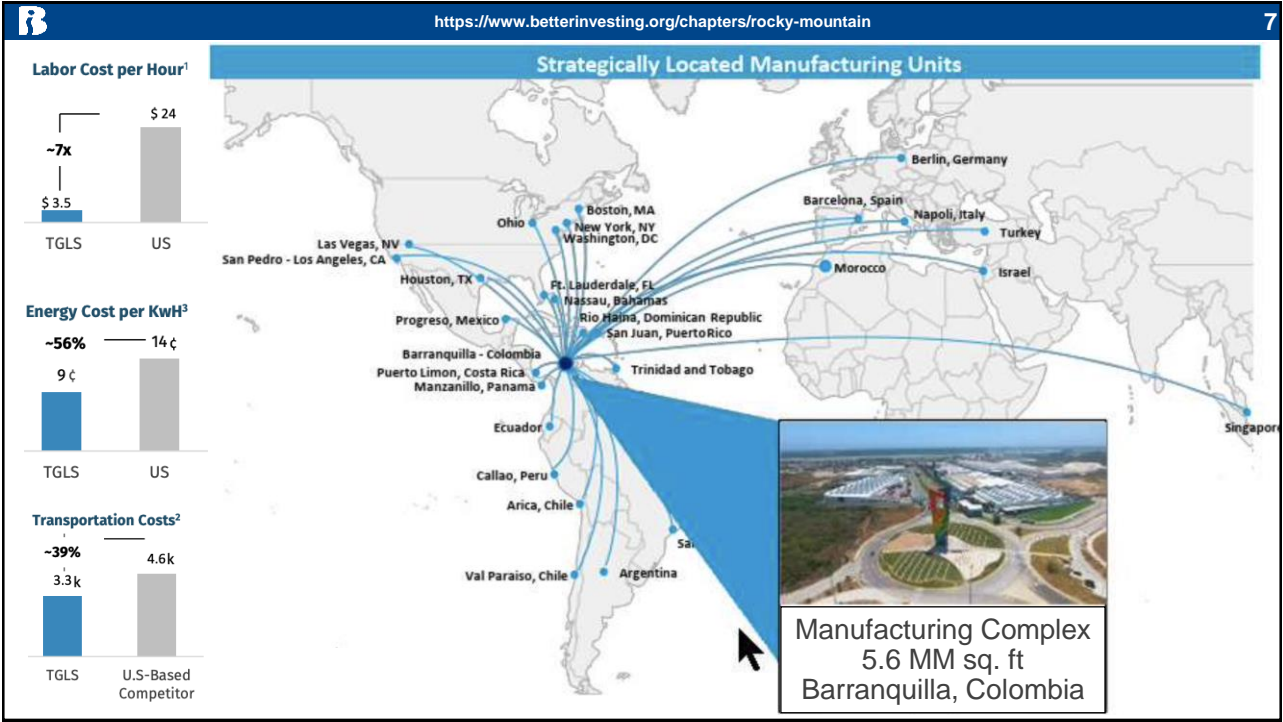 https://www.betterinvesting.org/chapters/rocky-mountain
7
Strategically Located Manufacturing Units
Labor Cost per Hour¹
$ 24
~7x
$ 3.5
TGLS
US
Energy Cost per KwH³
~56%
14 ¢
9 ¢
TGLS
US
Transportation Costs²
~39%
4.6k
3.3k
TGLS
U.S-Based
Competitor
Berlin, Germany
Barcelona, Spain
Napoli, Italy
Turkey
Boston, MA
Ohio
New York, NY
Washington, DC
Las Vegas, NV
San Pedro - Los Angeles, CA
Morocco
Israel
Houston, TX
Ft. Lauderdale, FL
Nassau, Bahamas
Progreso, Mexico
Rio Haina, Dominican Republic
San Juan, PuertoRico
Barranquilla - Colombia
Puerto Limon, Costa Rica
Trinidad and Tobago
Manzanillo, Panama
Ecuador
Singapore
Callao, Peru
Arica, Chile
Val Paraiso, Chile
Argentina
Manufacturing Complex
5.6 MM sq. ft
Barranquilla, Colombia